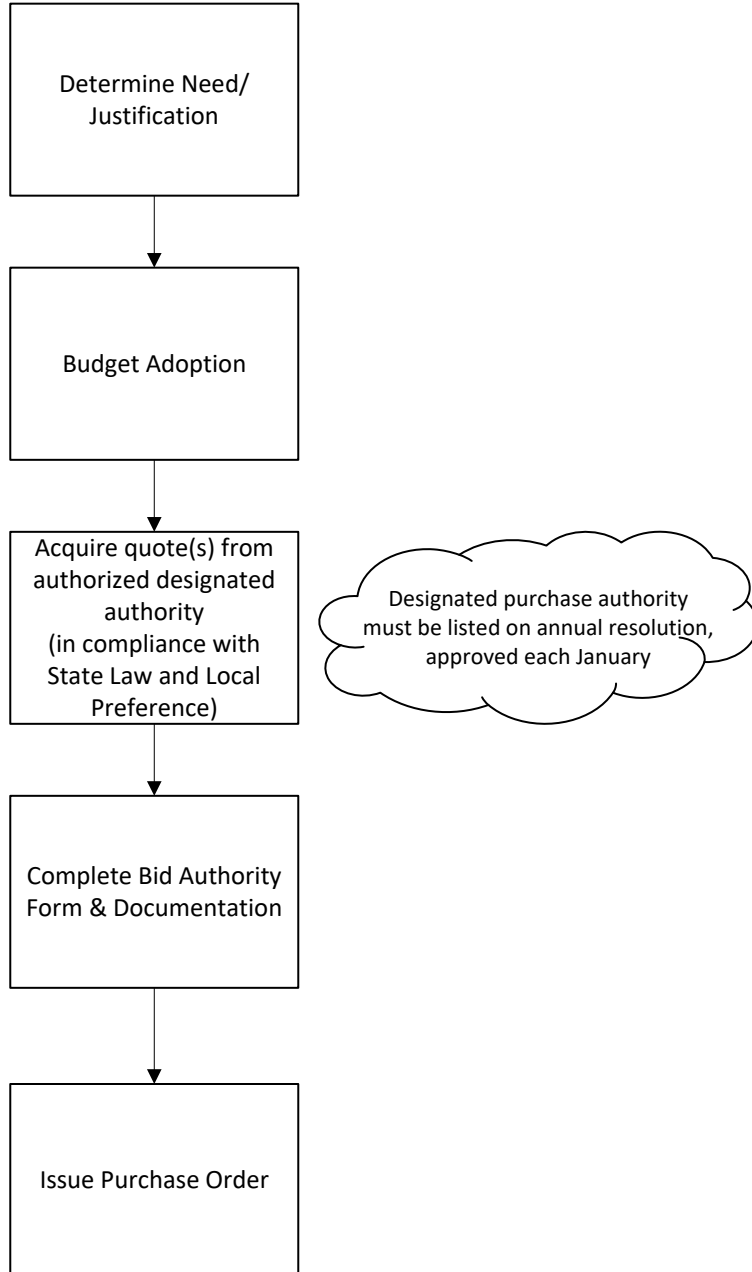 Determine Need/
Justification
Budget Adoption
Acquire quote(s) from
authorized designated
authority
(in compliance with
State Law and Local
Preference)
Designated purchase authority
must be listed on annual resolution,
approved each January
Complete Bid Authority
Form & Documentation
Issue Purchase Order